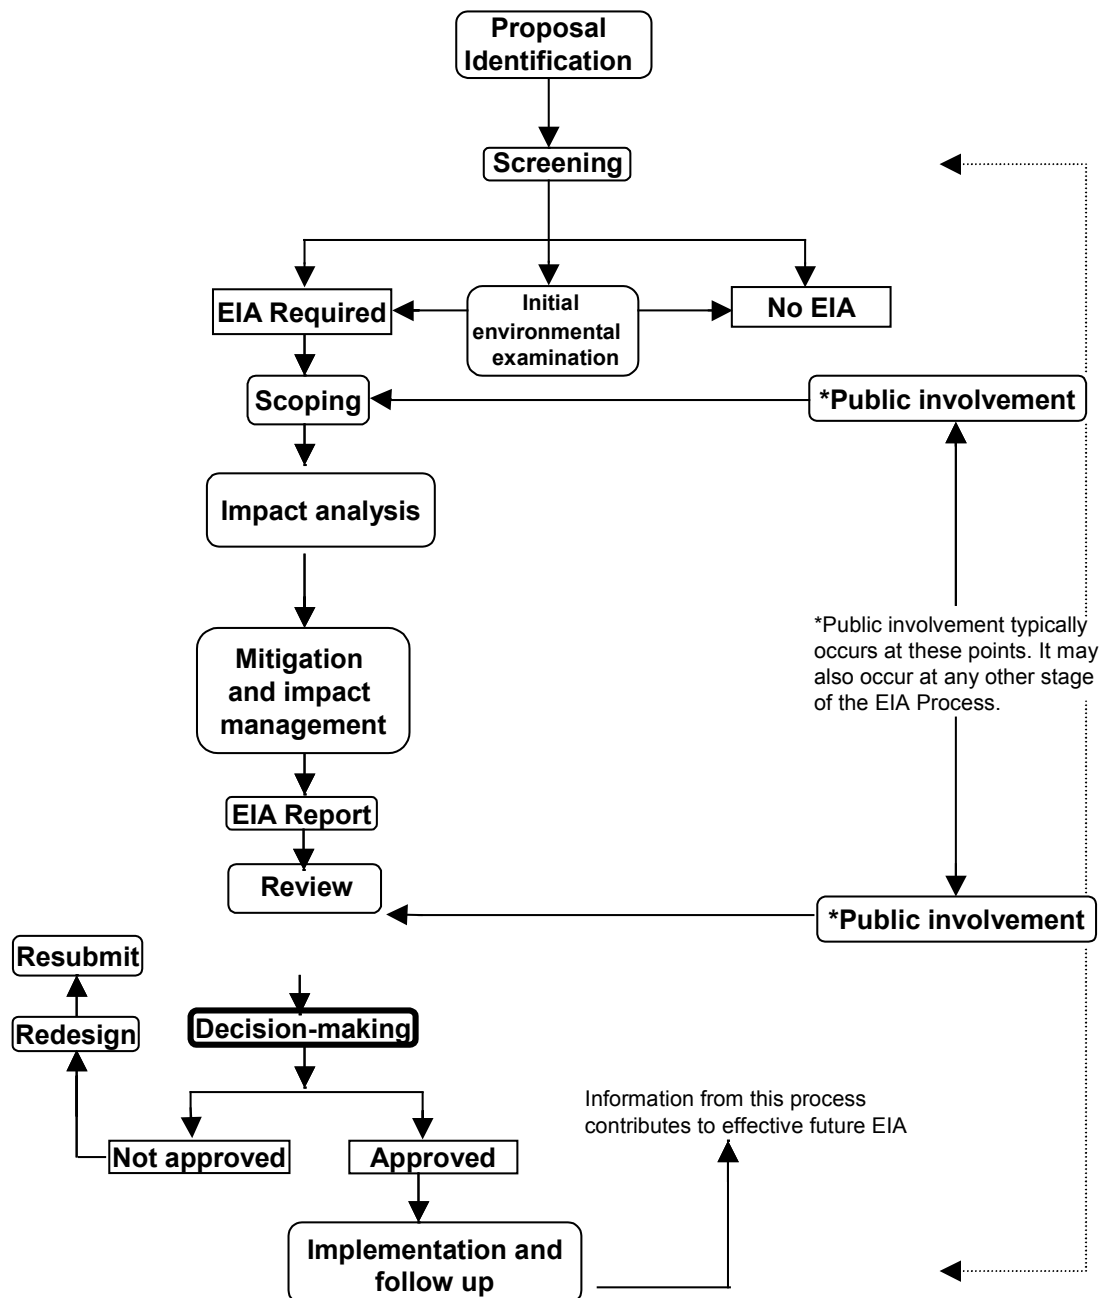 Proposal
Identification
Screening
EIA Required
Initial
environmental
examination
No EIA
Scoping
*Public involvement
Impact analysis
*Public involvement typically
occurs at these points. It may
also occur at any other stage
of the EIA Process.
Mitigation
and impact
management
EIA Report
Review
*Public involvement
Resubmit
Redesign
Decision-making
Information from this process
contributes to effective future EIA
Not approved
Approved
Implementation and
follow up